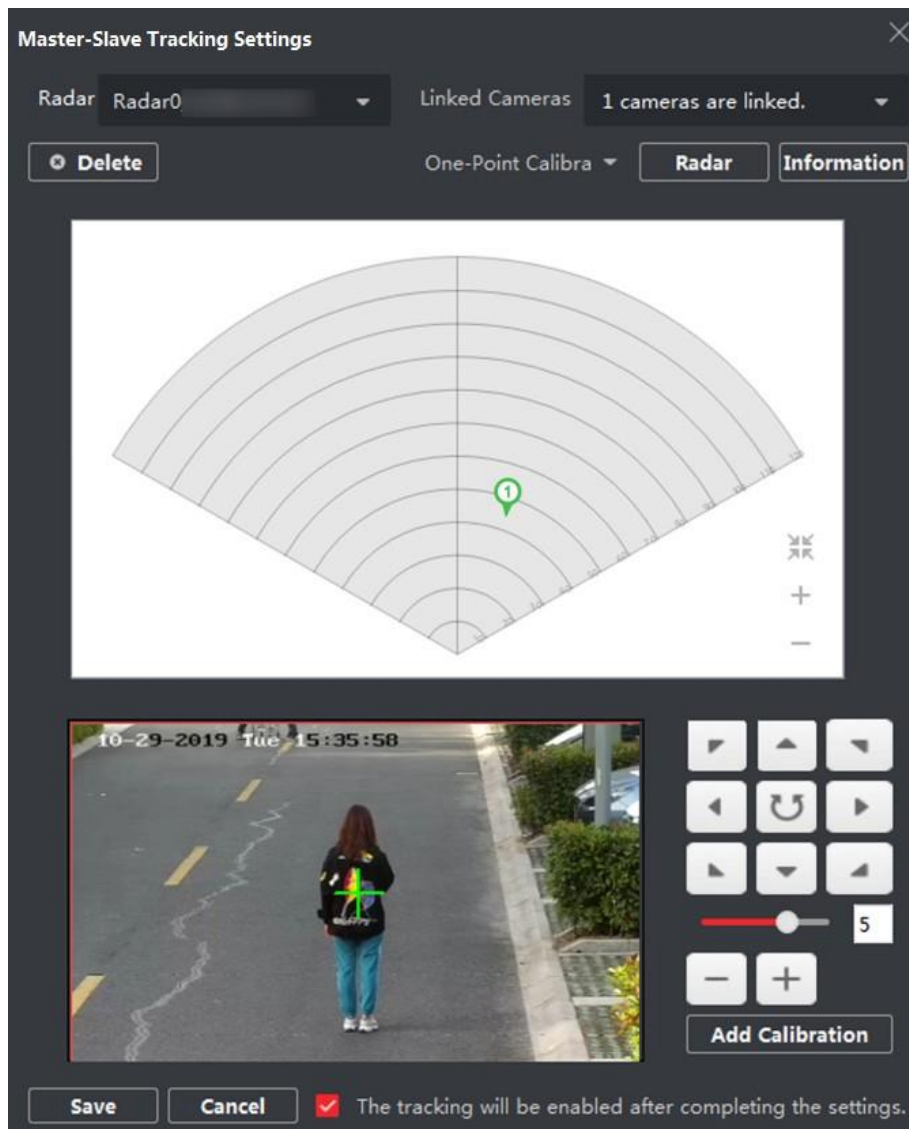 Master-Slave Tracking Settings
Radar Radar0 Linked Cameras 1 cameras are linked.
Delete One-Point Calibra Radar Information
1
10-29-2019 Tue 15:35:58
5
Add Calibration
Save Cancel The tracking will be enabled after completing the settings.